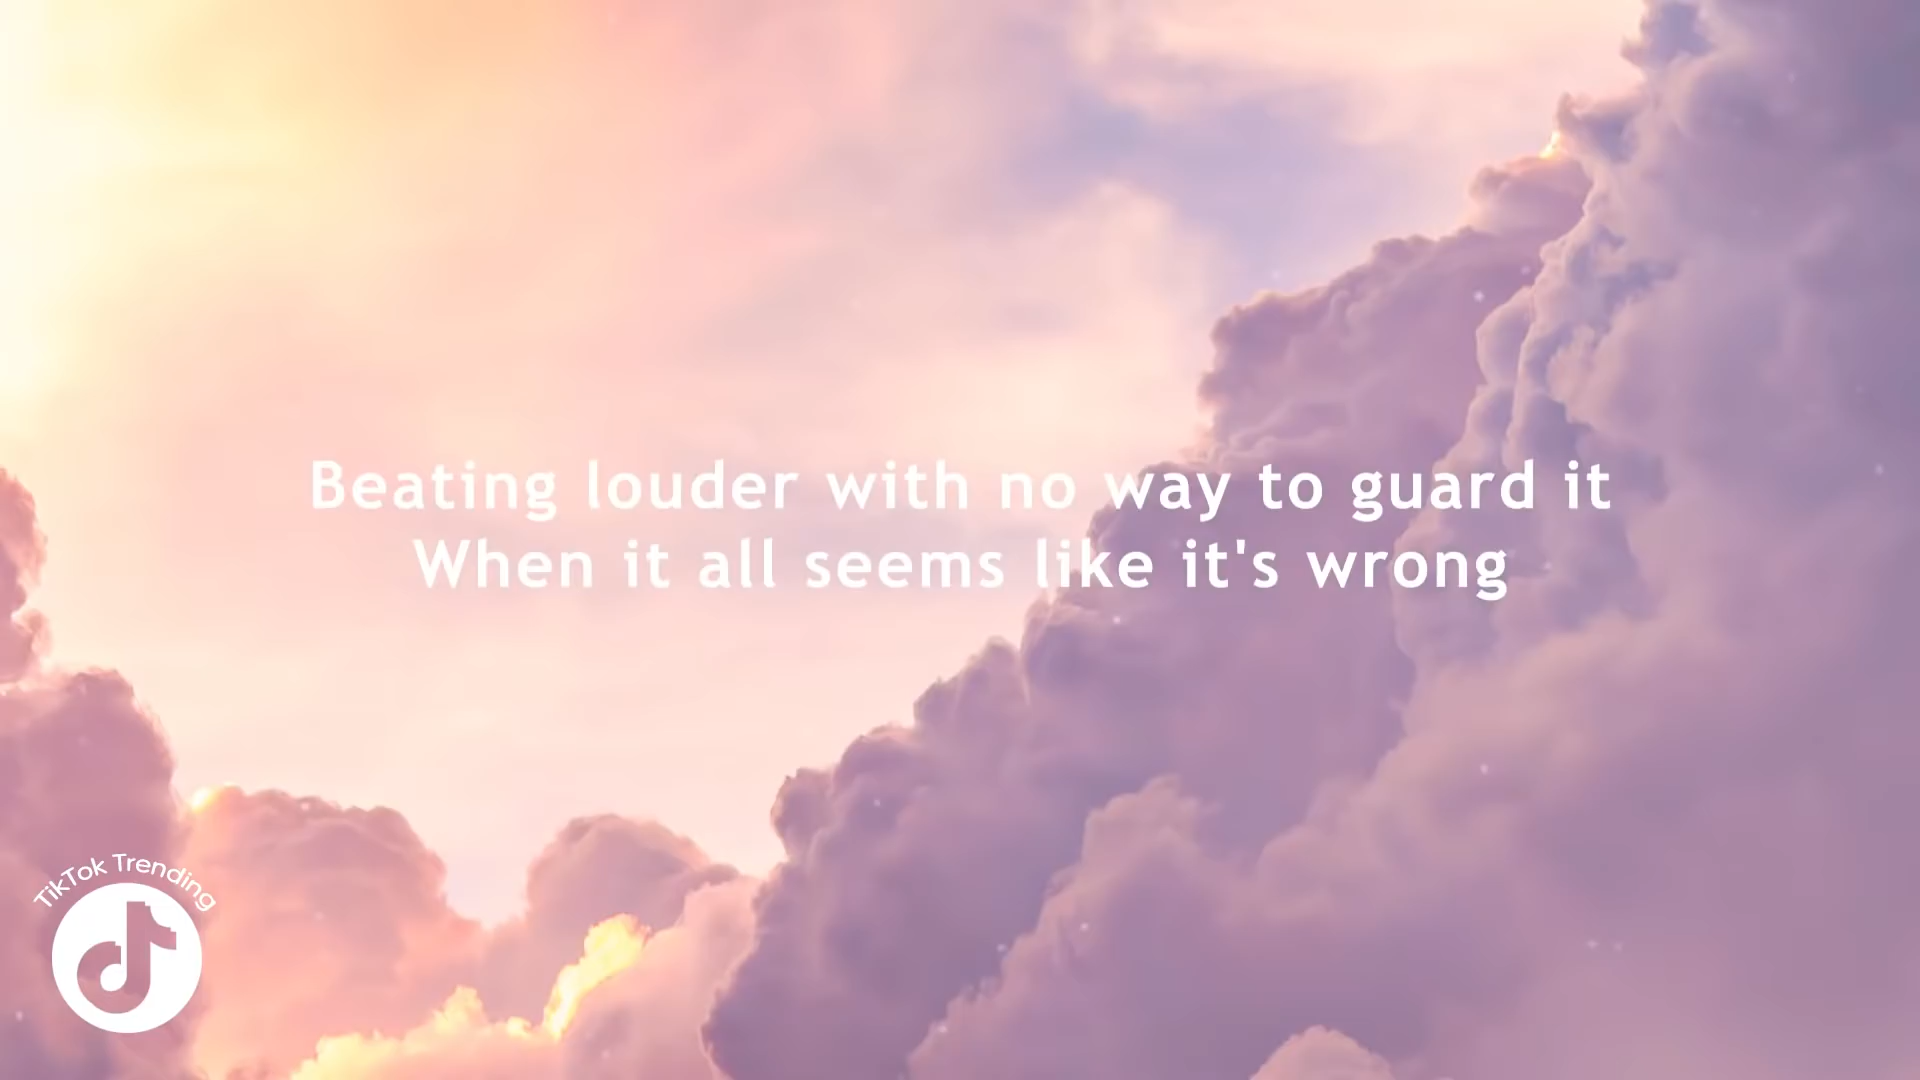 Beating louder with no way to guard it
When it all seems like it's wrong
TikTok Trending